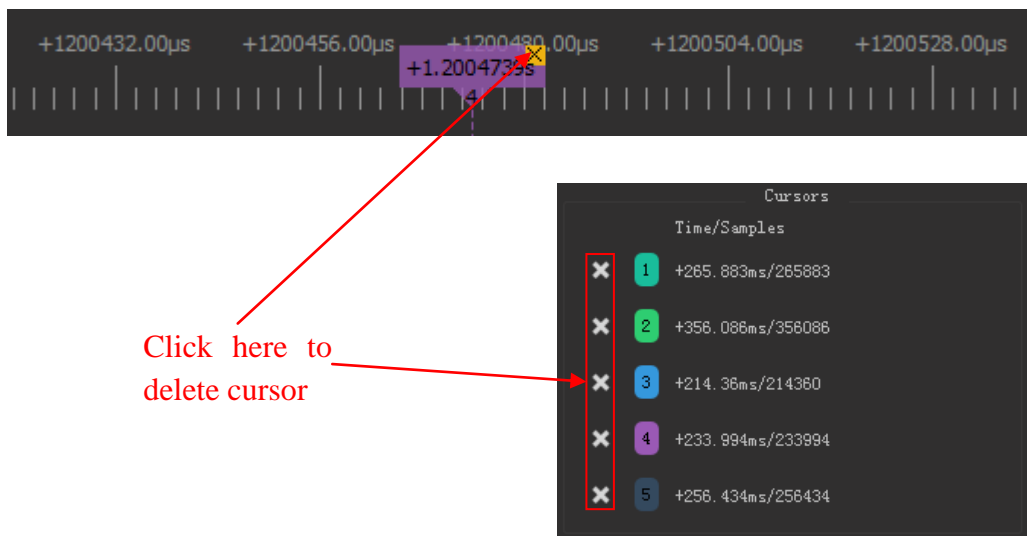 +1200432.00µs +1200456.00µs +1200480.00µs +1200504.00µs +1200528.00µs
+1.2004739s
4
Cursors
Time/Samples
1 +265.883ms/265883
2 +356.086ms/356086
Click here to
delete cursor
3 +214.36ms/214360
4 +233.994ms/233994
5 +256.434ms/256434